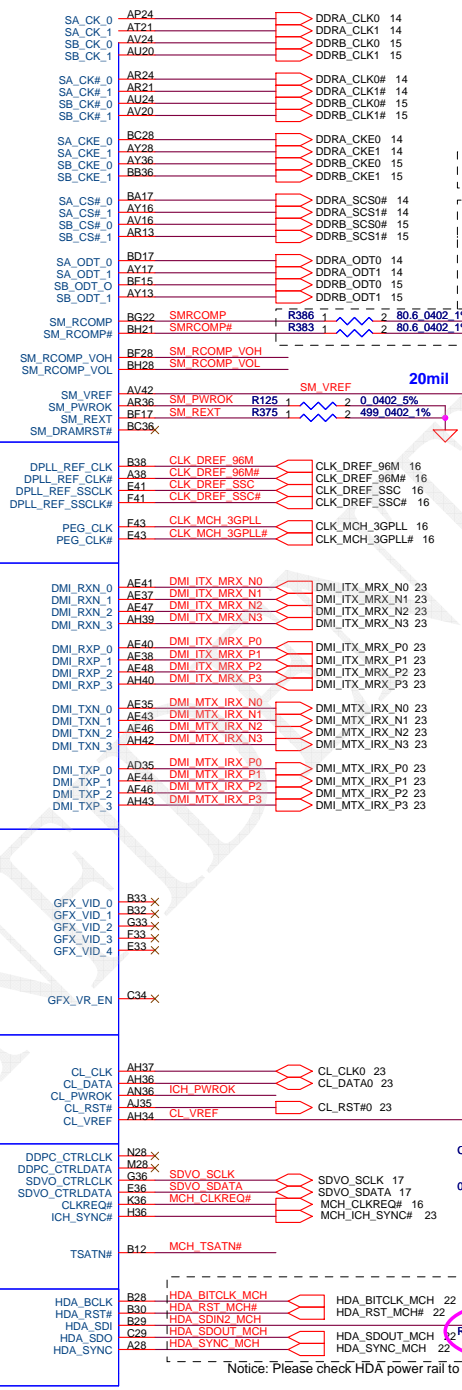 SA_CK_0 AP24 DDRA_CLK0 14
SA_CK_1 AT21 DDRA_CLK1 14
SB_CK_0 AV24 DDRB_CLK0 15
SB_CK_1 AU20 DDRB_CLK1 15
SA_CK#_0 AR24 DDRA_CLK0# 14
SA_CK#_1 AR21 DDRA_CLK1# 14
SB_CK#_0 AU24 DDRB_CLK0# 15
SB_CK#_1 AV20 DDRB_CLK1# 15
SA_CKE_0 BC28 DDRA_CKE0 14
SA_CKE_1 AY28 DDRA_CKE1 14
SB_CKE_0 AY36 DDRB_CKE0 15
SB_CKE_1 BB36 DDRB_CKE1 15
SA_CS#_0 BA17 DDRA_SCS0# 14
SA_CS#_1 AY16 DDRA_SCS1# 14
SB_CS#_0 AV16 DDRB_SCS0# 15
SB_CS#_1 AR13 DDRB_SCS1# 15
SA_ODT_0 BD17 DDRA_ODT0 14
SA_ODT_1 AY17 DDRA_ODT1 14
SB_ODT_O BF15 DDRB_ODT0 15
SB_ODT_1 AY13 DDRB_ODT1 15
SM_RCOMP BG22 SMRCOMP R386 1 2 80.6_0402_1%
SM_RCOMP# BH21 SMRCOMP# R383 1 2 80.6_0402_1%
SM_RCOMP_VOH BF28 SM_RCOMP_VOH
SM_RCOMP_VOL BH28 SM_RCOMP_VOL
20mil
SM_VREF AV42 SM_VREF
SM_PWROK AR36 SM_PWROK R125 1 2 0_0402_5%
SM_REXT BF17 SM_REXT R375 1 2 499_0402_1%
SM_DRAMRST# BC36
DPLL_REF_CLK B38 CLK_DREF_96M CLK_DREF_96M 16
DPLL_REF_CLK# A38 CLK_DREF_96M# CLK_DREF_96M# 16
DPLL_REF_SSCLK E41 CLK_DREF_SSC CLK_DREF_SSC 16
DPLL_REF_SSCLK# F41 CLK_DREF_SSC# CLK_DREF_SSC# 16
PEG_CLK F43 CLK_MCH_3GPLL CLK_MCH_3GPLL 16
PEG_CLK# E43 CLK_MCH_3GPLL# CLK_MCH_3GPLL# 16
DMI_RXN_0 AE41 DMI_ITX_MRX_N0 DMI_ITX_MRX_N0 23
DMI_RXN_1 AE37 DMI_ITX_MRX_N1 DMI_ITX_MRX_N1 23
DMI_RXN_2 AE47 DMI_ITX_MRX_N2 DMI_ITX_MRX_N2 23
DMI_RXN_3 AH39 DMI_ITX_MRX_N3 DMI_ITX_MRX_N3 23
DMI_RXP_0 AE40 DMI_ITX_MRX_P0 DMI_ITX_MRX_P0 23
DMI_RXP_1 AE38 DMI_ITX_MRX_P1 DMI_ITX_MRX_P1 23
DMI_RXP_2 AE48 DMI_ITX_MRX_P2 DMI_ITX_MRX_P2 23
DMI_RXP_3 AH40 DMI_ITX_MRX_P3 DMI_ITX_MRX_P3 23
DMI_TXN_0 AE35 DMI_MTX_IRX_N0 DMI_MTX_IRX_N0 23
DMI_TXN_1 AE43 DMI_MTX_IRX_N1 DMI_MTX_IRX_N1 23
DMI_TXN_2 AE46 DMI_MTX_IRX_N2 DMI_MTX_IRX_N2 23
DMI_TXN_3 AH42 DMI_MTX_IRX_N3 DMI_MTX_IRX_N3 23
DMI_TXP_0 AD35 DMI_MTX_IRX_P0 DMI_MTX_IRX_P0 23
DMI_TXP_1 AE44 DMI_MTX_IRX_P1 DMI_MTX_IRX_P1 23
DMI_TXP_2 AF46 DMI_MTX_IRX_P2 DMI_MTX_IRX_P2 23
DMI_TXP_3 AH43 DMI_MTX_IRX_P3 DMI_MTX_IRX_P3 23
GFX_VID_0 B33
GFX_VID_1 B32
GFX_VID_2 G33
GFX_VID_3 F33
GFX_VID_4 E33
GFX_VR_EN C34
CL_CLK AH37 CL_CLK0 23
CL_DATA AH36 CL_DATA0 23
CL_PWROK AN36 ICH_PWROK
CL_RST# AJ35 CL_RST#0 23
CL_VREF AH34 CL_VREF
DDPC_CTRLCLK N28
DDPC_CTRLDATA M28
SDVO_CTRLCLK G36 SDVO_SCLK SDVO_SCLK 17
SDVO_CTRLDATA E36 SDVO_SDATA SDVO_SDATA 17
CLKREQ# K36 MCH_CLKREQ# MCH_CLKREQ# 16
ICH_SYNC# H36 MCH_ICH_SYNC# 23
TSATN# B12 MCH_TSATN#
HDA_BCLK B28 HDA_BITCLK_MCH HDA_BITCLK_MCH 22
HDA_RST# B30 HDA_RST_MCH# HDA_RST_MCH# 22
HDA_SDI B29 HDA_SDIN2_MCH
HDA_SDO C29 HDA_SDOUT_MCH HDA_SDOUT_MCH 22 R
HDA_SYNC A28 HDA_SYNC_MCH HDA_SYNC_MCH 22
Notice: Please check HDA power rail to